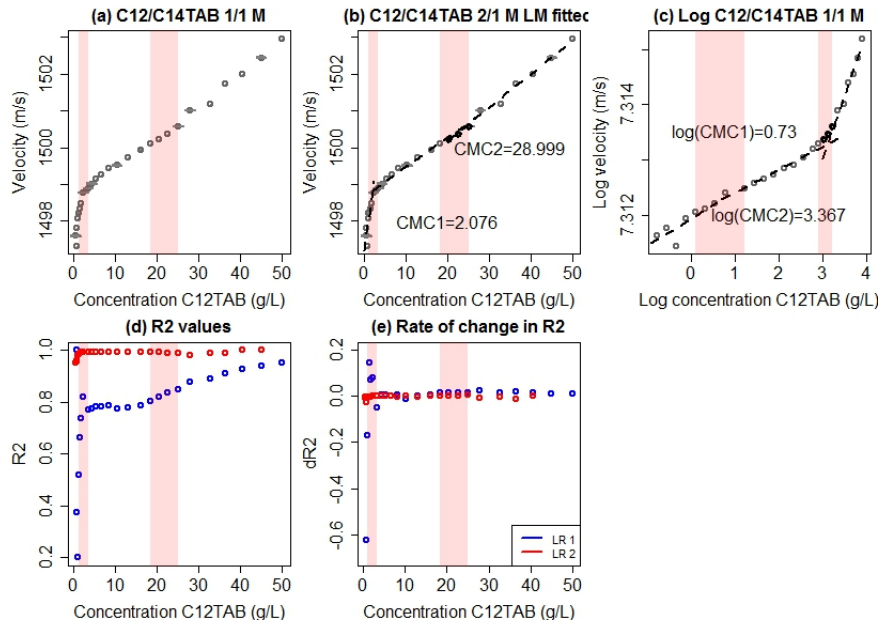 (a) C12/C14TAB 1/1 M
Velocity (m/s)
1498
1500
1502
0 10 20 30 40 50
Concentration C12TAB (g/L)
(b) C12/C14TAB 2/1 M LM fitted
Velocity (m/s)
1498
1500
1502
CMC2=28.999
CMC1=2.076
0 10 20 30 40 50
Concentration C12TAB (g/L)
(c) Log C12/C14TAB 1/1 M
Log velocity (m/s)
7.312
7.314
log(CMC1)=0.73
log(CMC2)=3.367
0 1 2 3 4
Log concentration C12TAB (g/L)
(d) R2 values
R2
0.2
0.4
0.6
0.8
1.0
0 10 20 30 40 50
Concentration C12TAB (g/L)
(e) Rate of change in R2
dR2
-0.6
-0.4
-0.2
0.0
0.2
LR 1
LR 2
0 10 20 30 40 50
Concentration C12TAB (g/L)